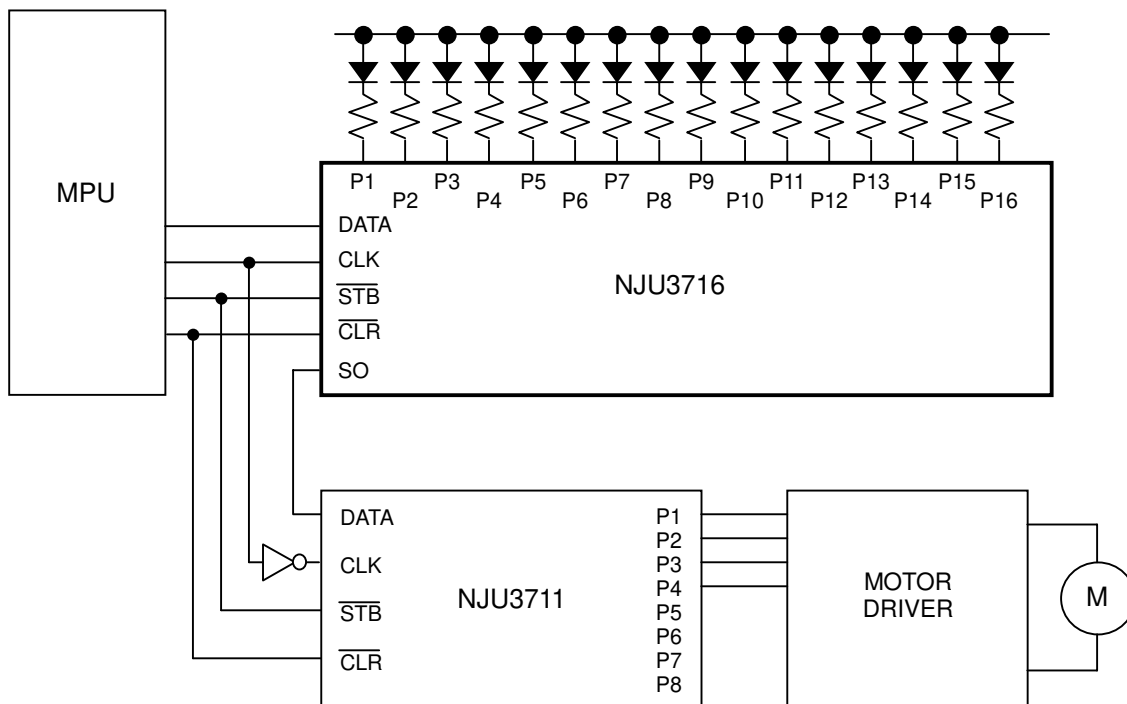 MPU
P1 P3 P5 P7 P9 P11 P13 P15
P2 P4 P6 P8 P10 P12 P14 P16
DATA
CLK
STB
CLR
SO
NJU3716
DATA
CLK
STB
CLR
NJU3711
P1
P2
P3
P4
P5
P6
P7
P8
MOTOR
DRIVER
M